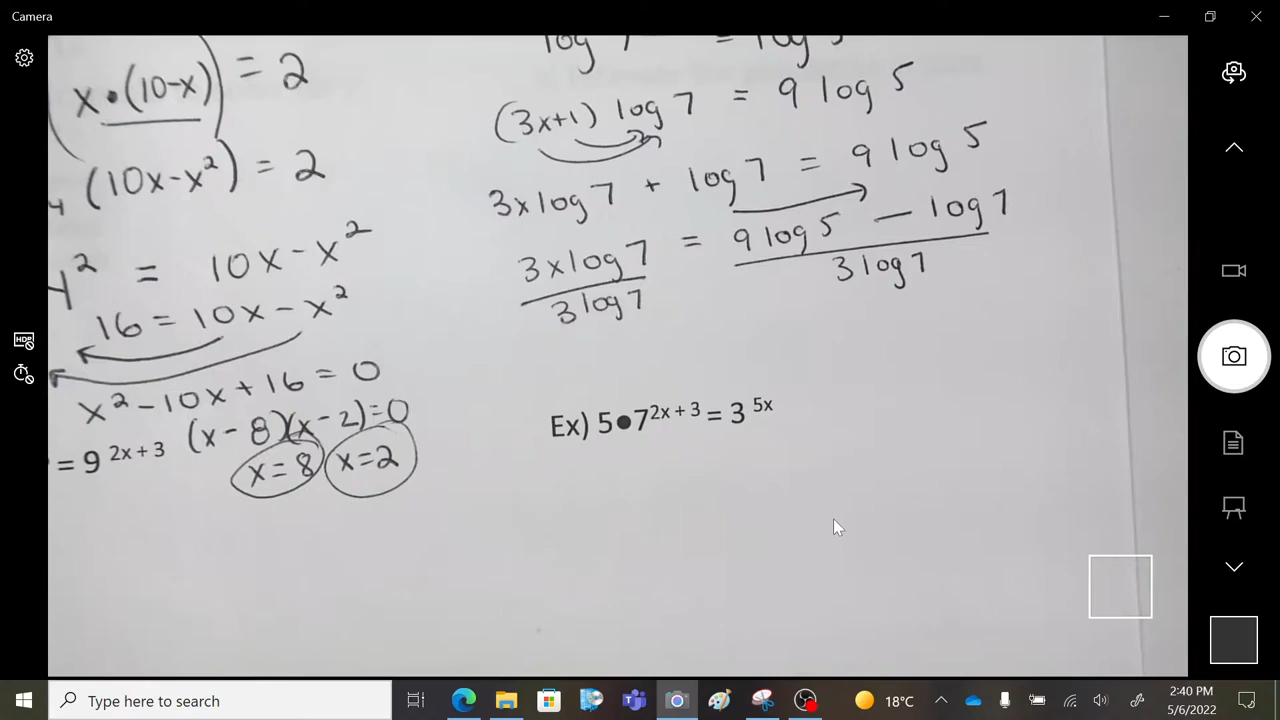 Camera
x•(10-x) = 2
(10x-x²) = 2
4² = 10x-x²
16 = 10x - x²
x² - 10x + 16 = 0
= 9 2x + 3 (x - 8)(x - 2) = 0
x = 8 x = 2
log 7 = log 5
(3x+1) log 7 = 9 log 5
3x log 7 + log 7 = 9 log 5
3x log 7 = 9 log 5 — log 7
3 log 7 3 log 7
Ex) 5●7^2x + 3 = 3^5x
Type here to search
18°C
2:40 PM
5/6/2022